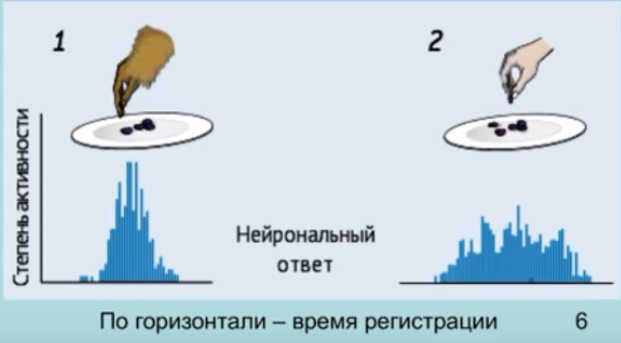 1
2
Степень активности
Нейрональный
ответ
По горизонтали – время регистрации
6